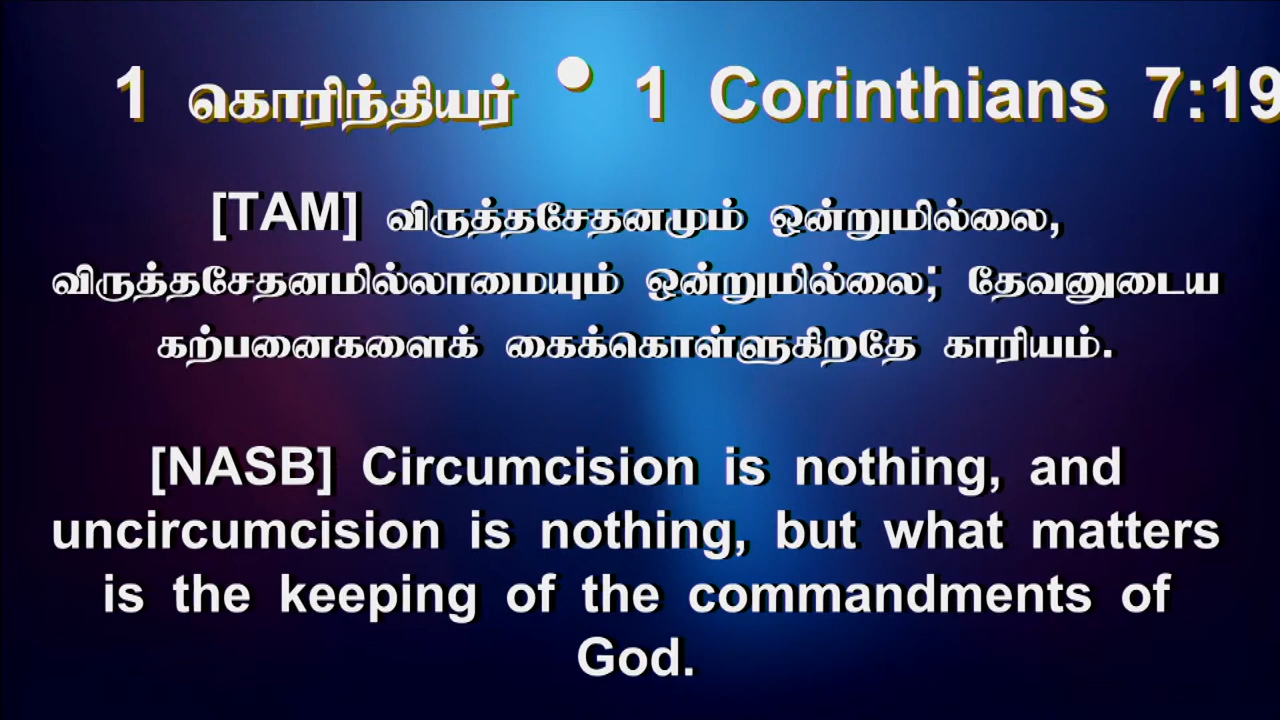 1 கொரிந்தியர் • 1 Corinthians 7:19
[TAM] விருத்தசேதனமும் ஒன்றுமில்லை,
விருத்தசேதனமில்லாமையும் ஒன்றுமில்லை; தேவனுடைய
கற்பனைகளைக் கைக்கொள்ளுகிறதே காரியம்.
[NASB] Circumcision is nothing, and
uncircumcision is nothing, but what matters
is the keeping of the commandments of
God.